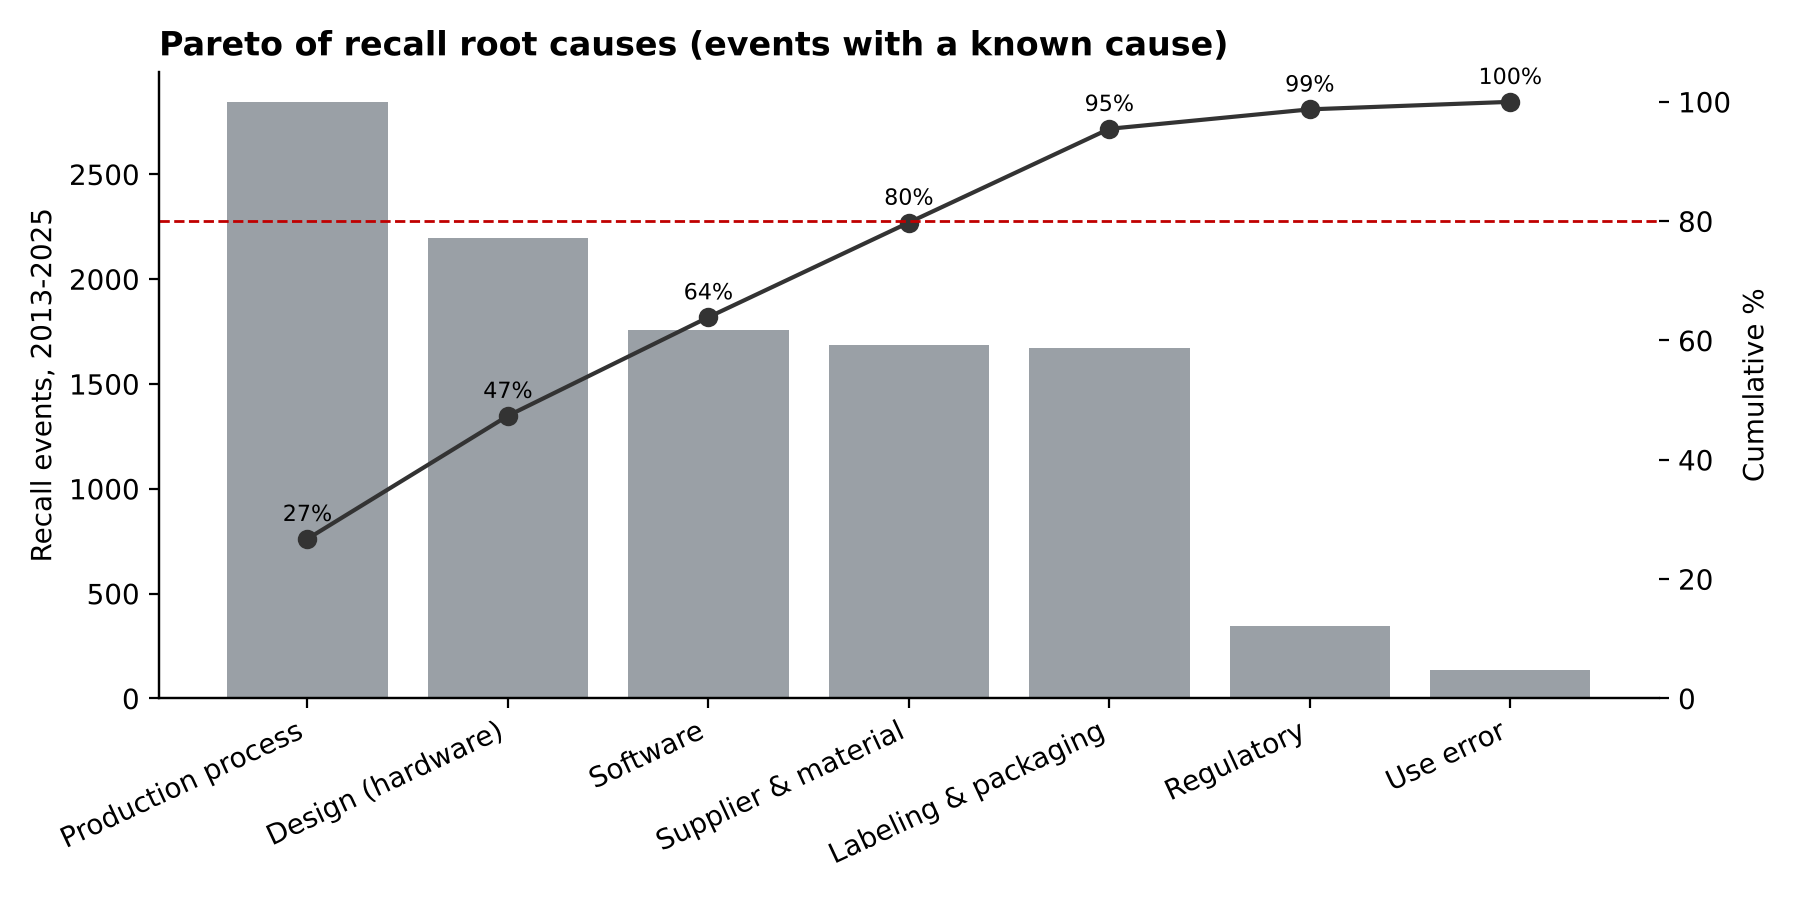 Pareto of recall root causes (events with a known cause)
Recall events, 2013-2025
2500
2000
1500
1000
500
0
27%
47%
64%
80%
95%
99%
100%
100
80
60
40
20
0
Cumulative %
Production process
Design (hardware)
Software
Supplier & material
Labeling & packaging
Regulatory
Use error